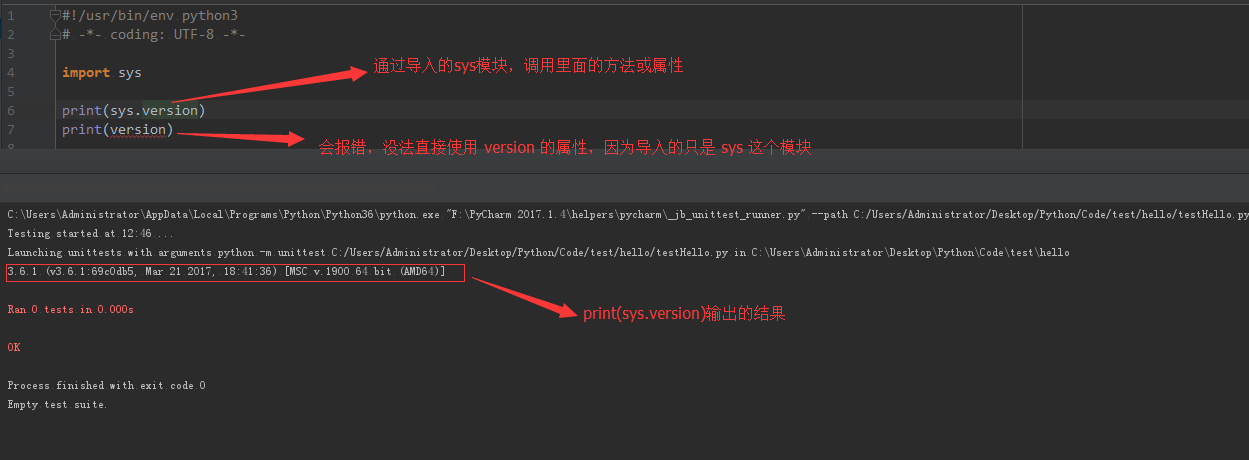 1 #!/usr/bin/env python3
2 # -*- coding: UTF-8 -*-
3
4 import sys
通过导入的sys模块，调用里面的方法或属性
5
6 print(sys.version)
7 print(version)
会报错，没法直接使用 version 的属性，因为导入的只是 sys 这个模块
C:\Users\Administrator\AppData\Local\Programs\Python\Python36\python.exe "F:\PyCharm 2017.1.4\helpers\pycharm\_jb_unittest_runner.py" --path C:/Users/Administrator/Desktop/Python/Code/test/hello/testHello.py
Testing started at 12:46 ...
Launching unittests with arguments python -m unittest C:/Users/Administrator/Desktop/Python/Code/test/hello/testHello.py in C:\Users\Administrator\Desktop\Python\Code\test\hello
3.6.1 (v3.6.1:69c0db5, Mar 21 2017, 18:41:36) [MSC v.1900 64 bit (AMD64)]
Ran 0 tests in 0.000s
print(sys.version)输出的结果
OK
Process finished with exit code 0
Empty test suite.